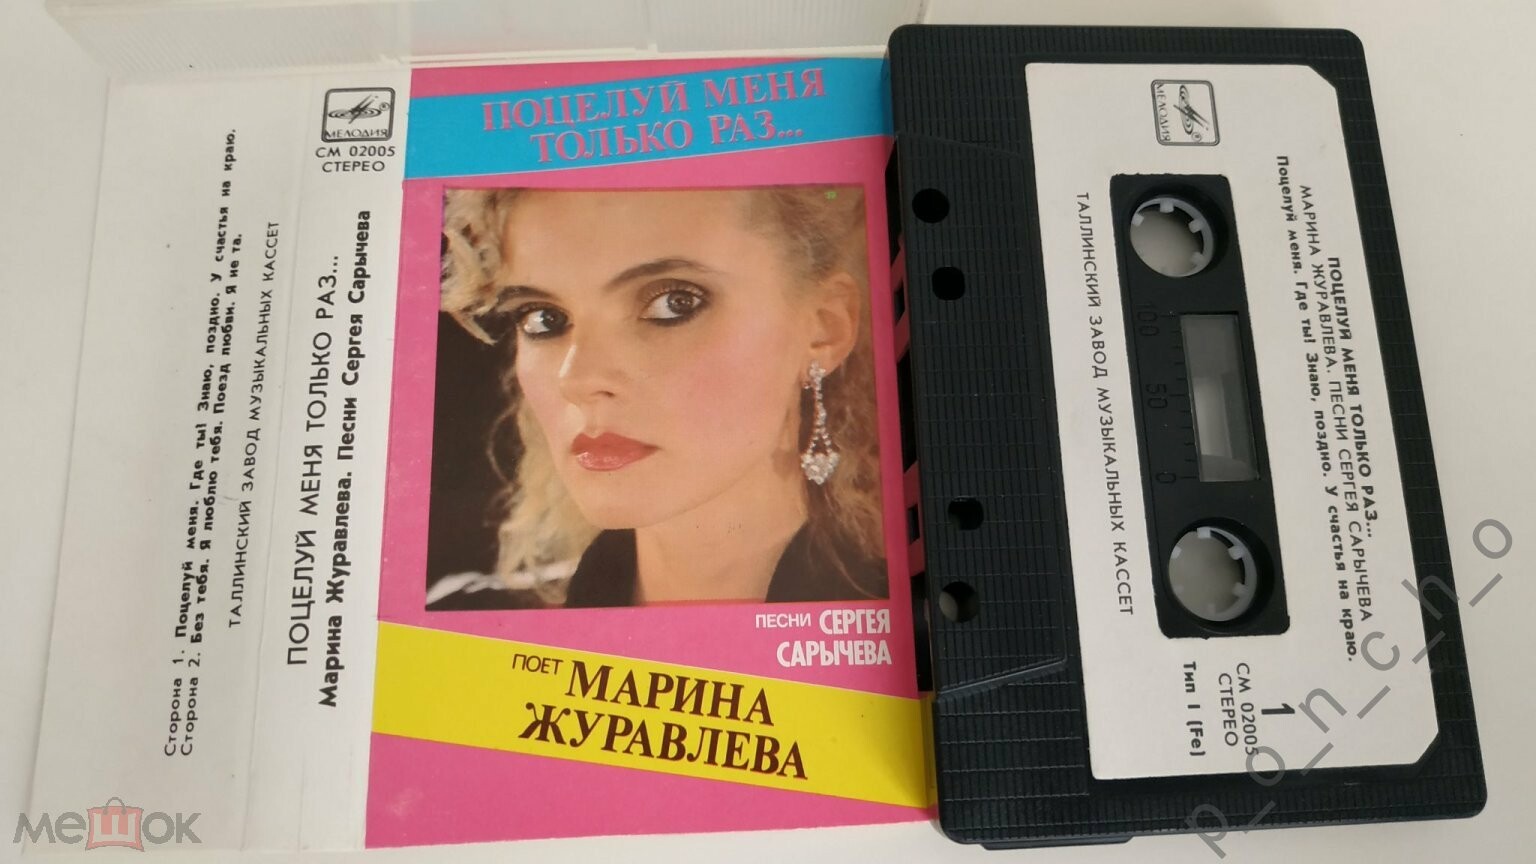 Сторона 1. Поцелуй меня. Где ты! Знаю, поздно. У счастья на краю.
Сторона 2. Без тебя. Я люблю тебя. Поезд любви. Я не та.
ТАЛЛИНСКИЙ ЗАВОД МУЗЫКАЛЬНЫХ КАССЕТ
МЕЛОДИЯ
СМ 02005
СТЕРЕО
ПОЦЕЛУЙ МЕНЯ ТОЛЬКО РАЗ...
Марина Журавлева. Песни Сергея Сарычева
ПОЦЕЛУЙ МЕНЯ
ТОЛЬКО РАЗ...
ПЕСНИ СЕРГЕЯ
САРЫЧЕВА
ПОЕТ МАРИНА
ЖУРАВЛЕВА
МЕЛОДИЯ
ПОЦЕЛУЙ МЕНЯ ТОЛЬКО РАЗ...
МАРИНА ЖУРАВЛЕВА. ПЕСНИ СЕРГЕЯ САРЫЧЕВА
Поцелуй меня. Где ты! Знаю, поздно. У счастья на краю.
100 50 0
ТАЛЛИНСКИЙ ЗАВОД МУЗЫКАЛЬНЫХ КАССЕТ
1
СМ 02005
СТЕРЕО
Тип I (Fe)
мешок
p_o_n_c_h_o